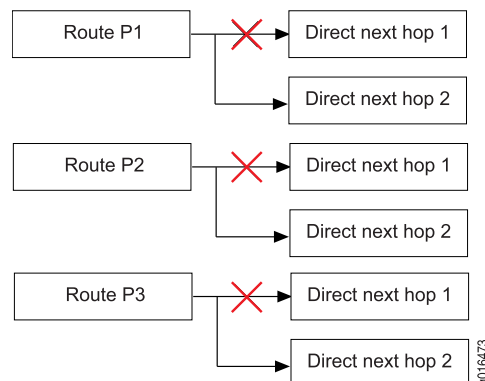 Route P1
Direct next hop 1
Direct next hop 2
Route P2
Direct next hop 1
Direct next hop 2
Route P3
Direct next hop 1
Direct next hop 2